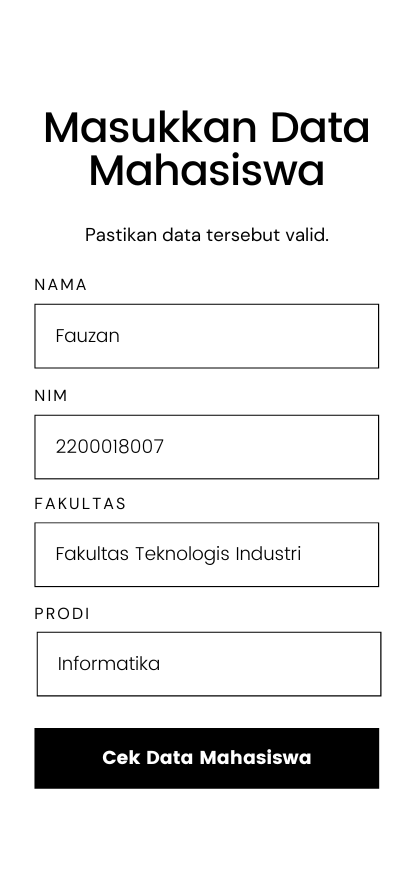 Masukkan Data
Mahasiswa
Pastikan data tersebut valid.
NAMA
Fauzan
NIM
2200018007
FAKULTAS
Fakultas Teknologis Industri
PRODI
Informatika
Cek Data Mahasiswa